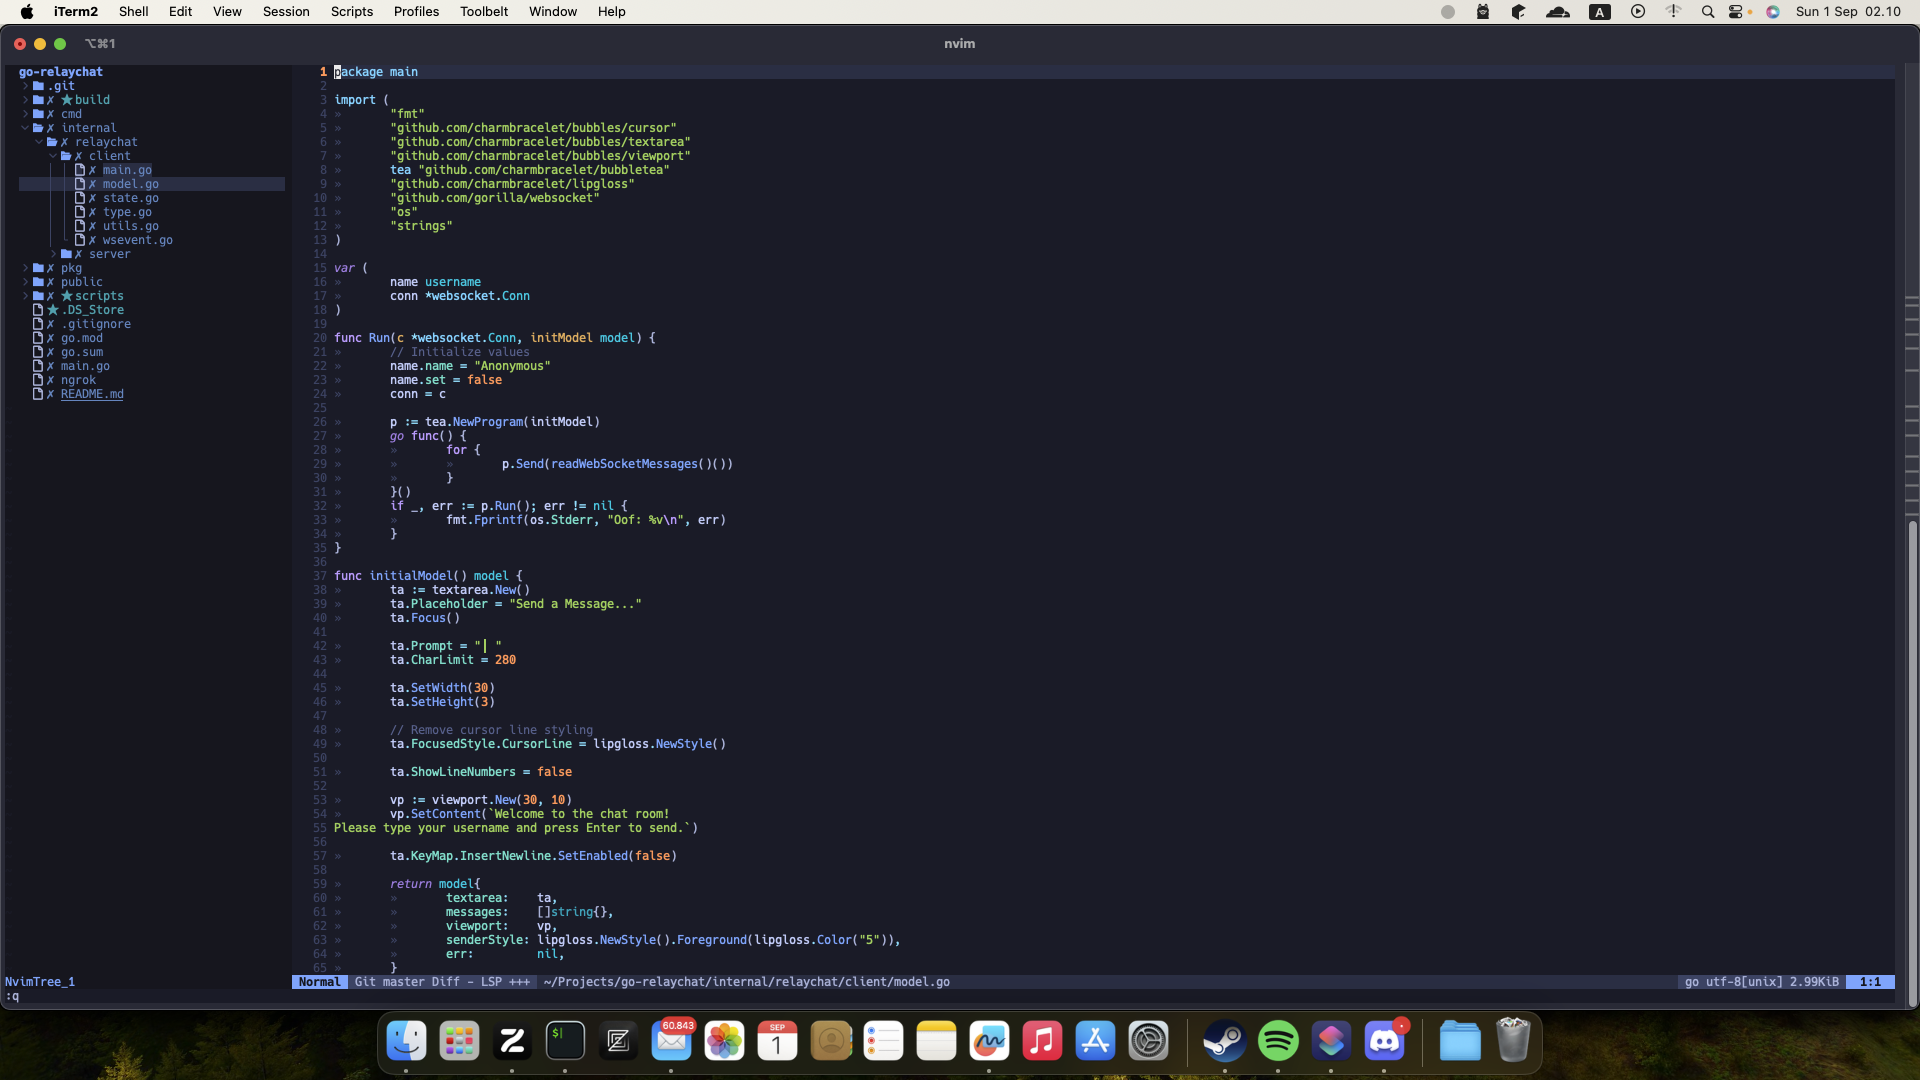 iTerm2 Shell Edit View Session Scripts Profiles Toolbelt Window Help A Sun 1 Sep 02.10
⌥⌘1 nvim
go-relaychat
.git
✗ ★build
✗ cmd
✗ internal
✗ relaychat
✗ client
✗ main.go
✗ model.go
✗ state.go
✗ type.go
✗ utils.go
✗ wsevent.go
✗ server
✗ pkg
✗ public
✗ ★scripts
★.DS_Store
✗ .gitignore
✗ go.mod
✗ go.sum
✗ main.go
✗ ngrok
✗ README.md
1 package main
2
3 import (
4 » "fmt"
5 » "github.com/charmbracelet/bubbles/cursor"
6 » "github.com/charmbracelet/bubbles/textarea"
7 » "github.com/charmbracelet/bubbles/viewport"
8 » tea "github.com/charmbracelet/bubbletea"
9 » "github.com/charmbracelet/lipgloss"
10 » "github.com/gorilla/websocket"
11 » "os"
12 » "strings"
13 )
14
15 var (
16 » name username
17 » conn *websocket.Conn
18 )
19
20 func Run(c *websocket.Conn, initModel model) {
21 » // Initialize values
22 » name.name = "Anonymous"
23 » name.set = false
24 » conn = c
25
26 » p := tea.NewProgram(initModel)
27 » go func() {
28 » » for {
29 » » » p.Send(readWebSocketMessages()())
30 » » }
31 » }()
32 » if _, err := p.Run(); err != nil {
33 » » fmt.Fprintf(os.Stderr, "Oof: %v\n", err)
34 » }
35 }
36
37 func initialModel() model {
38 » ta := textarea.New()
39 » ta.Placeholder = "Send a Message..."
40 » ta.Focus()
41
42 » ta.Prompt = "┃ "
43 » ta.CharLimit = 280
44
45 » ta.SetWidth(30)
46 » ta.SetHeight(3)
47
48 » // Remove cursor line styling
49 » ta.FocusedStyle.CursorLine = lipgloss.NewStyle()
50
51 » ta.ShowLineNumbers = false
52
53 » vp := viewport.New(30, 10)
54 » vp.SetContent(`Welcome to the chat room!
55 Please type your username and press Enter to send.`)
56
57 » ta.KeyMap.InsertNewline.SetEnabled(false)
58
59 » return model{
60 » » textarea: ta,
61 » » messages: []string{},
62 » » viewport: vp,
63 » » senderStyle: lipgloss.NewStyle().Foreground(lipgloss.Color("5")),
64 » » err: nil,
65 » }
NvimTree_1 Normal Git master Diff - LSP +++ ~/Projects/go-relaychat/internal/relaychat/client/model.go go utf-8[unix] 2.99KiB 1:1
:q
$|
60.843
SEP
1